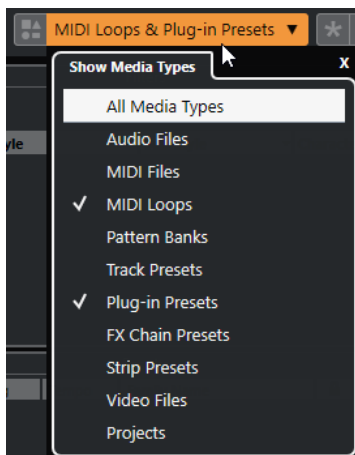 MIDI Loops & Plug-in Presets
Show Media Types
X
yle
All Media Types
Audio Files
MIDI Files
MIDI Loops
Pattern Banks
Track Presets
Plug-in Presets
FX Chain Presets
Strip Presets
Video Files
Projects